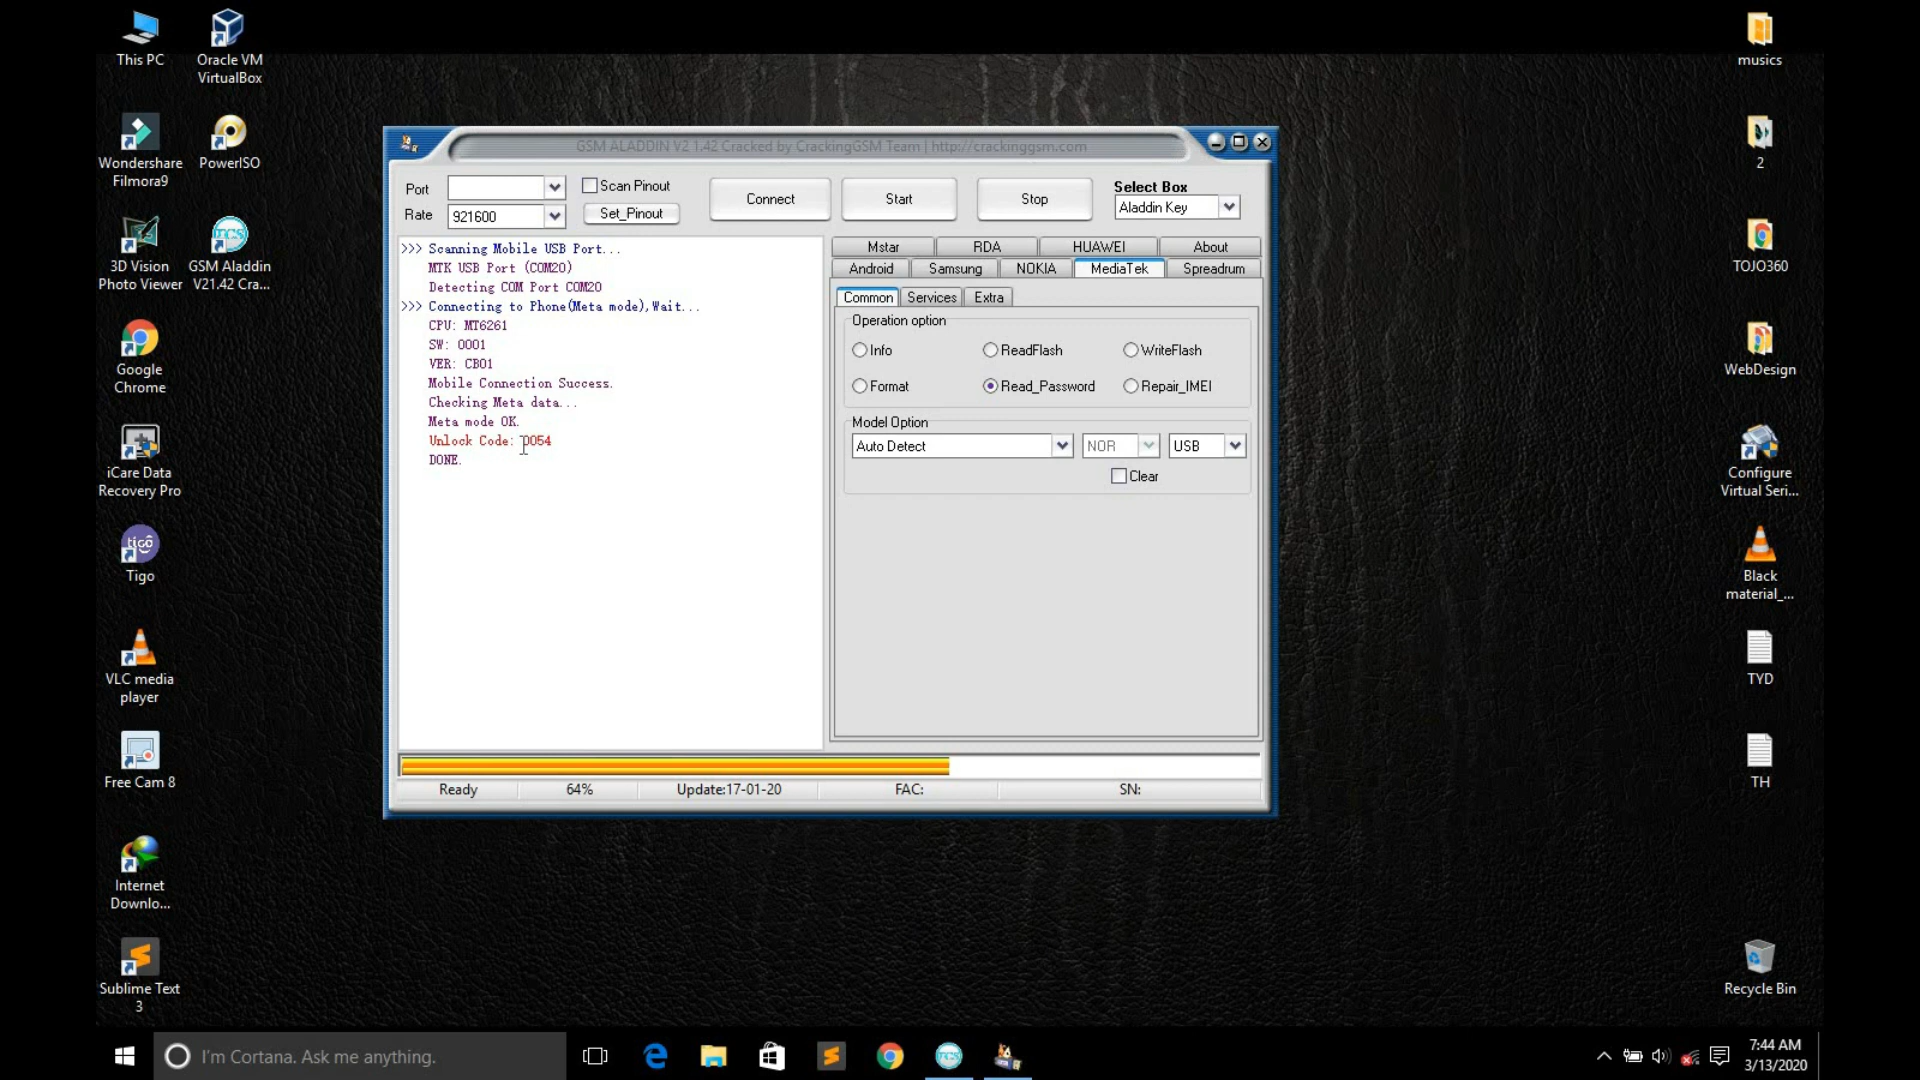 This PC
Oracle VM
VirtualBox
Wondershare
Filmora9
PowerISO
3D Vision
Photo Viewer
GSM Aladdin
V21.42 Cra...
Google
Chrome
iCare Data
Recovery Pro
tigo
Tigo
VLC media
player
Free Cam 8
Internet
Downlo...
Sublime Text
3
GSM ALADDIN V2 1.42 Cracked by CrackingGSM Team | http://crackinggsm.com
Port
Scan Pinout
Rate
921600
Set_Pinout
Connect
Start
Stop
Select Box
Aladdin Key
>>> Scanning Mobile USB Port...
MTK USB Port (COM20)
Detecting COM Port COM20
>>> Connecting to Phone(Meta mode),Wait...
CPU: MT6261
SW: 0001
VER: CB01
Mobile Connection Success.
Checking Meta data...
Meta mode OK.
Unlock Code: 0054
DONE.
Mstar
RDA
HUAWEI
About
Android
Samsung
NOKIA
MediaTek
Spreadrum
Common
Services
Extra
Operation option
Info
ReadFlash
WriteFlash
Format
Read_Password
Repair_IMEI
Model Option
Auto Detect
NOR
USB
Clear
Ready
64%
Update:17-01-20
FAC:
SN:
musics
2
TOJO360
WebDesign
Configure
Virtual Seri...
Black
material_...
TYD
TH
Recycle Bin
I'm Cortana. Ask me anything.
7:44 AM
3/13/2020